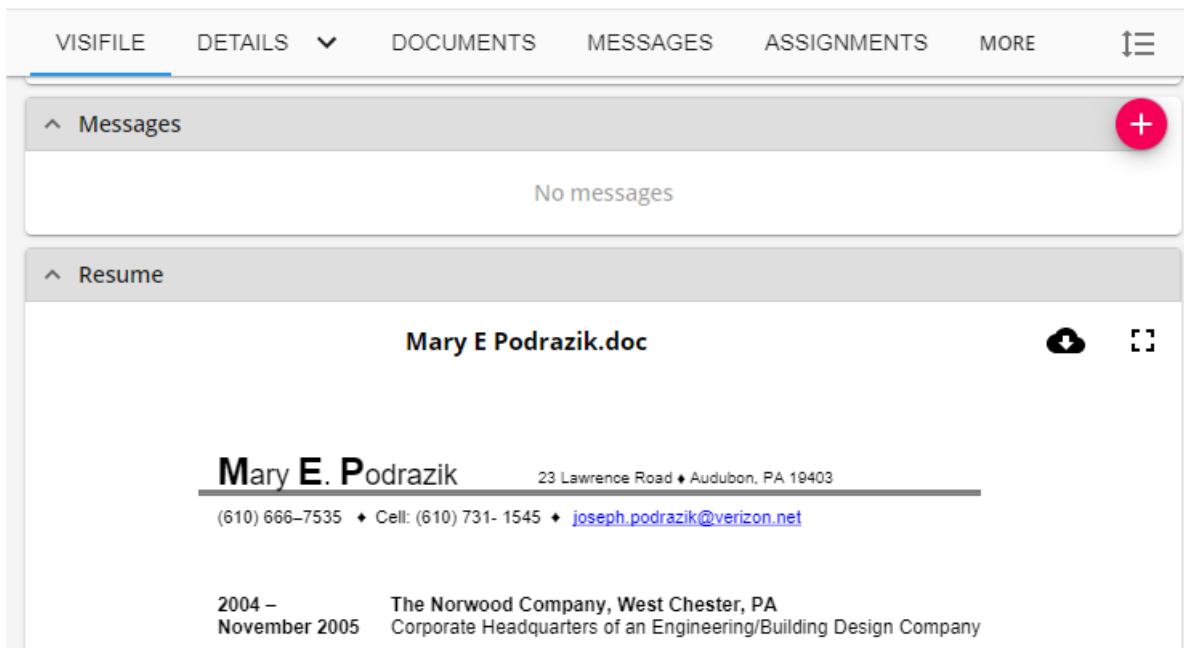 VISIFILE DETAILS DOCUMENTS MESSAGES ASSIGNMENTS MORE
Messages
No messages
Resume
Mary E Podrazik.doc
Mary E. Podrazik 23 Lawrence Road ♦ Audubon, PA 19403
(610) 666–7535 ♦ Cell: (610) 731- 1545 ♦ joseph.podrazik@verizon.net
2004 – The Norwood Company, West Chester, PA
November 2005 Corporate Headquarters of an Engineering/Building Design Company